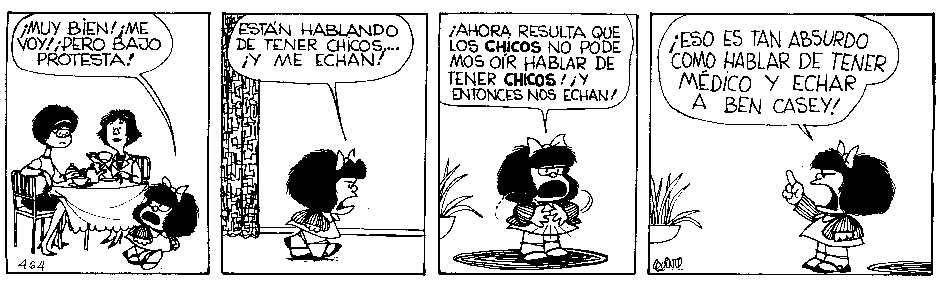 ¡MUY BIEN! ¡ME
VOY! ¡PERO BAJO
PROTESTA!
464
ESTÁN HABLANDO
DE TENER CHICOS,...
¡Y ME ECHAN!
¡AHORA RESULTA QUE
LOS CHICOS NO PODE
MOS OÍR HABLAR DE
TENER CHICOS! ¡Y
ENTONCES NOS ECHAN!
¡ESO ES TAN ABSURDO
COMO HABLAR DE TENER
MÉDICO Y ECHAR
A BEN CASEY!
QUINO